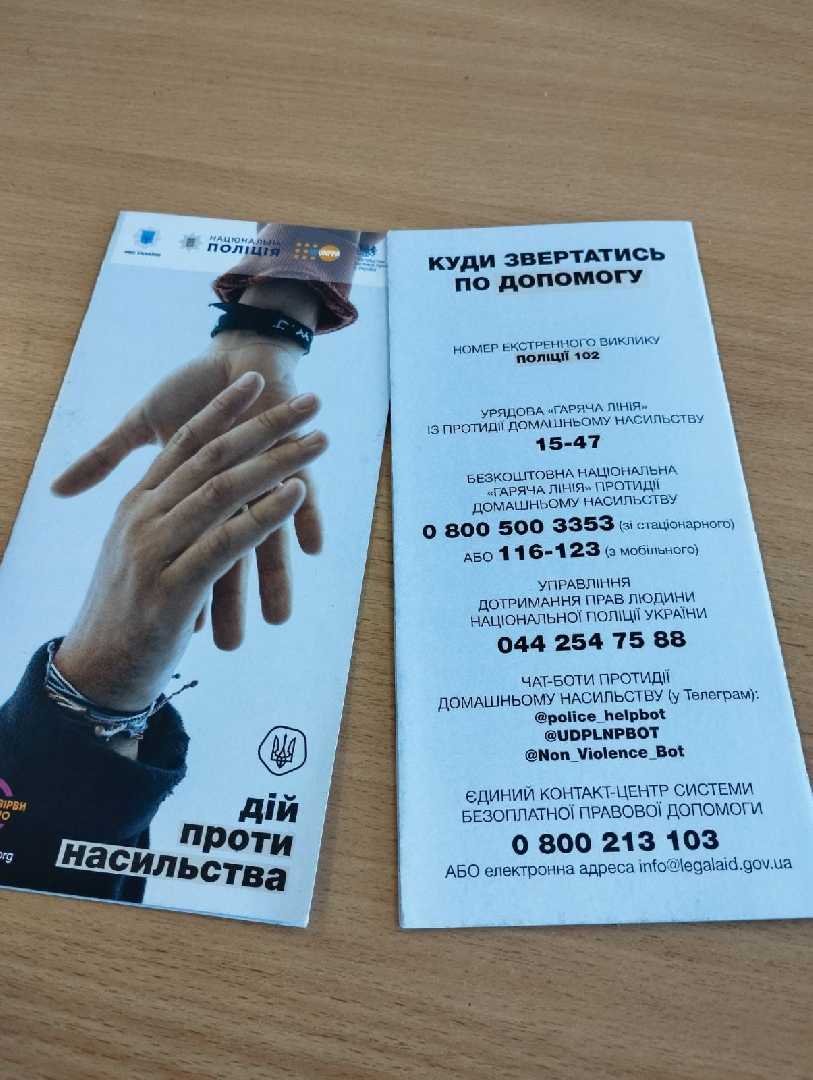 МВС УКРАЇНИ
НАЦІОНАЛЬНА
ПОЛІЦІЯ
UNFPA
дій
проти
насильства
КУДИ ЗВЕРТАТИСЬ
ПО ДОПОМОГУ
НОМЕР ЕКСТРЕННОГО ВИКЛИКУ
ПОЛІЦІЇ 102
УРЯДОВА «ГАРЯЧА ЛІНІЯ»
ІЗ ПРОТИДІЇ ДОМАШНЬОМУ НАСИЛЬСТВУ
15-47
БЕЗКОШТОВНА НАЦІОНАЛЬНА
«ГАРЯЧА ЛІНІЯ» ПРОТИДІЇ
ДОМАШНЬОМУ НАСИЛЬСТВУ
0 800 500 3353 (зі стаціонарного)
АБО 116-123 (з мобільного)
УПРАВЛІННЯ
ДОТРИМАННЯ ПРАВ ЛЮДИНИ
НАЦІОНАЛЬНОЇ ПОЛІЦІЇ УКРАЇНИ
044 254 75 88
ЧАТ-БОТИ ПРОТИДІЇ
ДОМАШНЬОМУ НАСИЛЬСТВУ (у Телеграм):
@police_helpbot
@UDPLNPBOT
@Non_Violence_Bot
ЄДИНИЙ КОНТАКТ-ЦЕНТР СИСТЕМИ
БЕЗОПЛАТНОЇ ПРАВОВОЇ ДОПОМОГИ
0 800 213 103
АБО електронна адреса info@legalaid.gov.ua